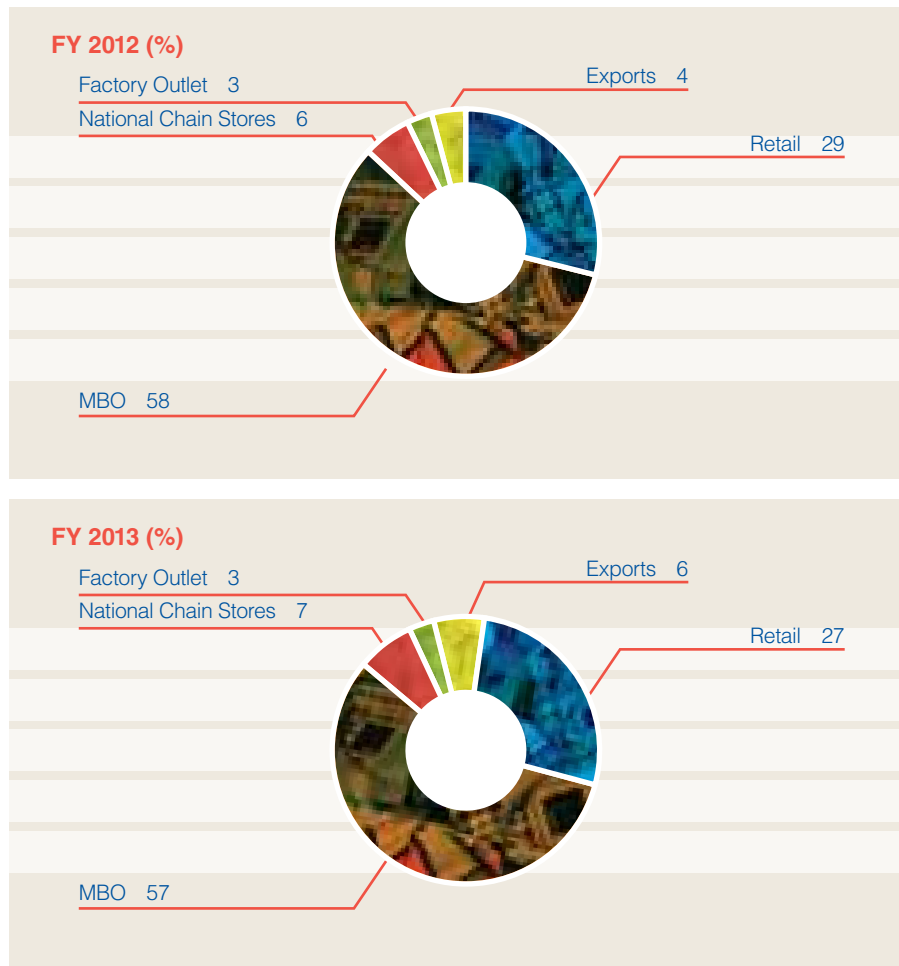 FY 2012 (%)
Exports 4
Factory Outlet 3
National Chain Stores 6
Retail 29
MBO 58
FY 2013 (%)
Exports 6
Factory Outlet 3
National Chain Stores 7
Retail 27
MBO 57